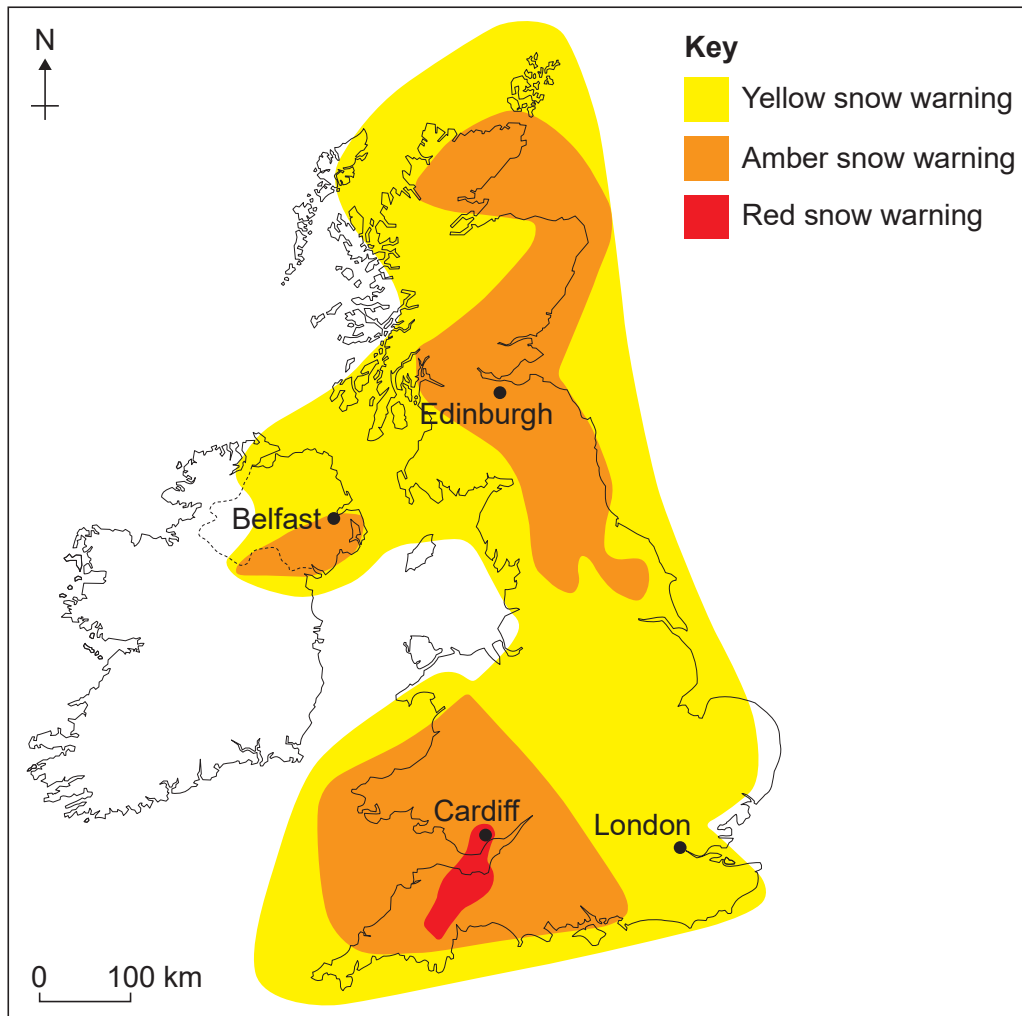 N
Key
Yellow snow warning
Amber snow warning
Red snow warning
Edinburgh
Belfast
Cardiff
London
0 100 km